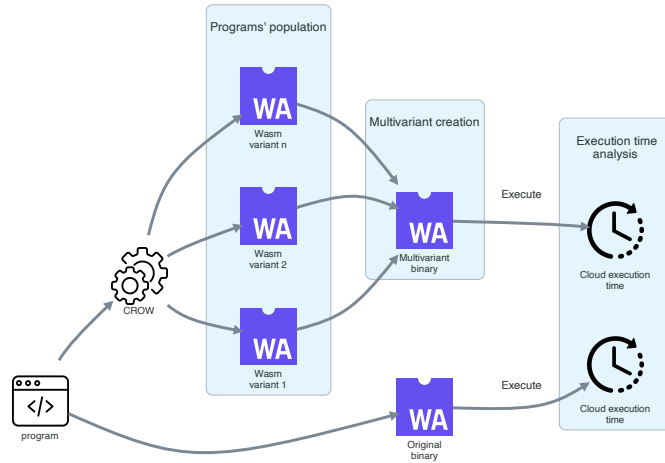 Programs' population
WA
Wasm
variant n
WA
Wasm
variant 2
WA
Wasm
variant 1
Multivariant creation
WA
Multivariant
binary
Execute
Execution time
analysis
Cloud execution
time
CROW
</>
program
WA
Original
binary
Execute
Cloud execution
time